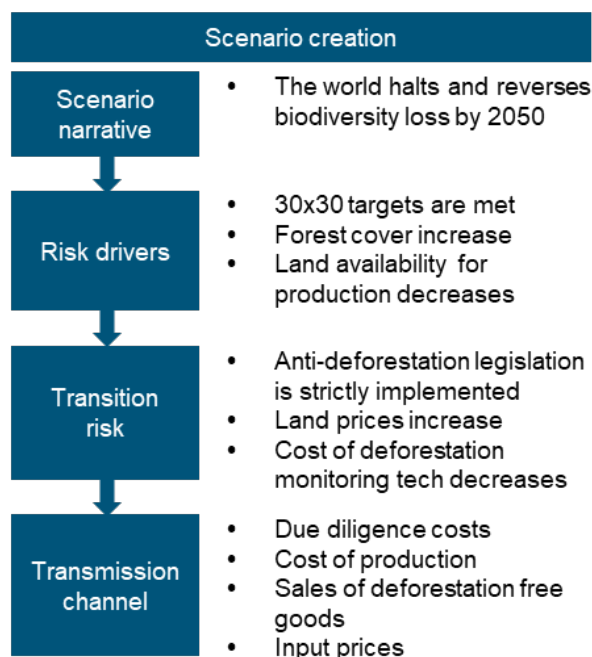 Scenario creation
Scenario
narrative
• The world halts and reverses
biodiversity loss by 2050
Risk drivers
• 30x30 targets are met
• Forest cover increase
• Land availability for
production decreases
Transition
risk
• Anti-deforestation legislation
is strictly implemented
• Land prices increase
• Cost of deforestation
monitoring tech decreases
Transmission
channel
• Due diligence costs
• Cost of production
• Sales of deforestation free
goods
• Input prices